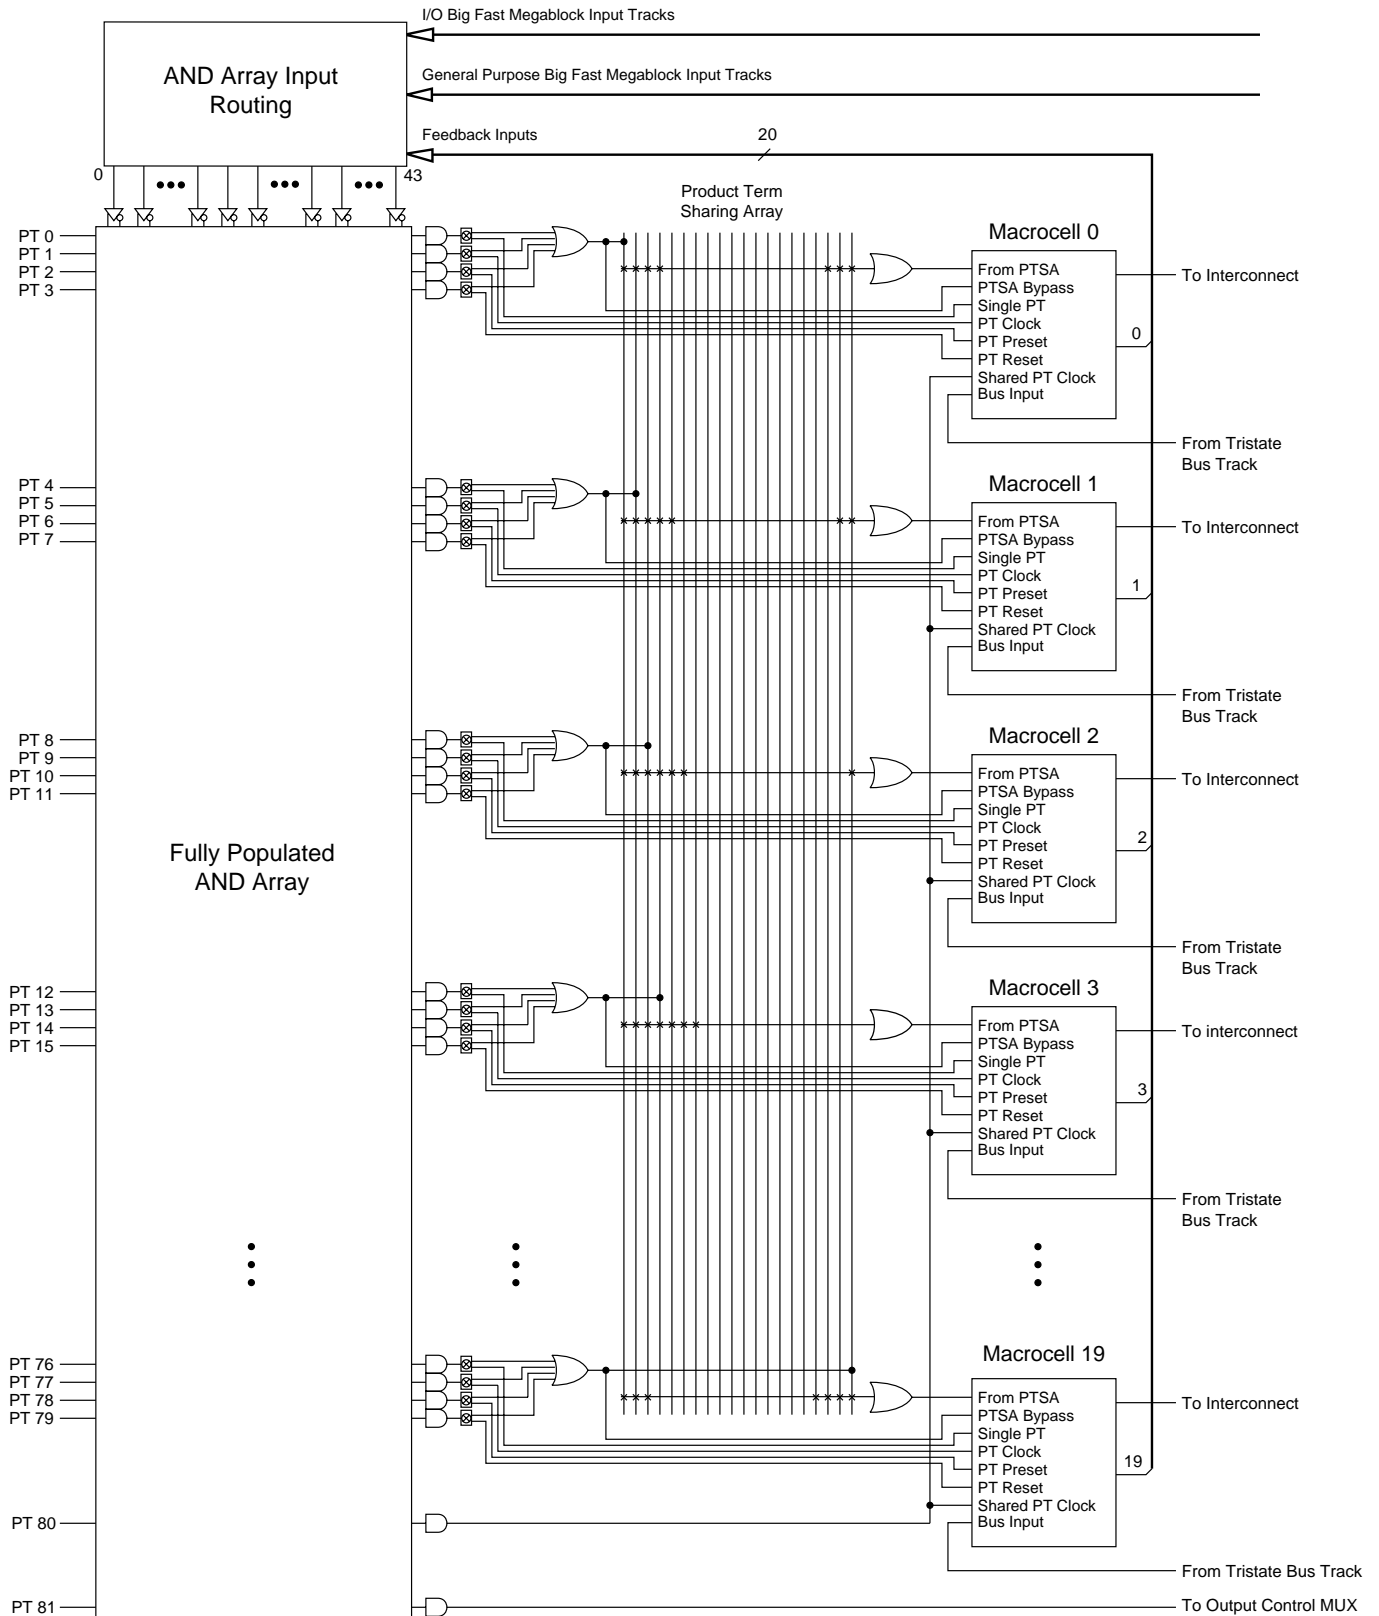 I/O Big Fast Megablock Input Tracks
AND Array Input
Routing
General Purpose Big Fast Megablock Input Tracks
Feedback Inputs
20
0
43
Product Term
Sharing Array
PT 0
PT 1
PT 2
PT 3
Macrocell 0
From PTSA
PTSA Bypass
Single PT
PT Clock
PT Preset
PT Reset
Shared PT Clock
Bus Input
To Interconnect
0
From Tristate
Bus Track
PT 4
PT 5
PT 6
PT 7
Macrocell 1
From PTSA
PTSA Bypass
Single PT
PT Clock
PT Preset
PT Reset
Shared PT Clock
Bus Input
To Interconnect
1
From Tristate
Bus Track
PT 8
PT 9
PT 10
PT 11
Macrocell 2
From PTSA
PTSA Bypass
Single PT
PT Clock
PT Preset
PT Reset
Shared PT Clock
Bus Input
To Interconnect
2
From Tristate
Bus Track
Fully Populated
AND Array
PT 12
PT 13
PT 14
PT 15
Macrocell 3
From PTSA
PTSA Bypass
Single PT
PT Clock
PT Preset
PT Reset
Shared PT Clock
Bus Input
To interconnect
3
From Tristate
Bus Track
PT 76
PT 77
PT 78
PT 79
Macrocell 19
From PTSA
PTSA Bypass
Single PT
PT Clock
PT Preset
PT Reset
Shared PT Clock
Bus Input
To Interconnect
19
PT 80
From Tristate Bus Track
PT 81
To Output Control MUX